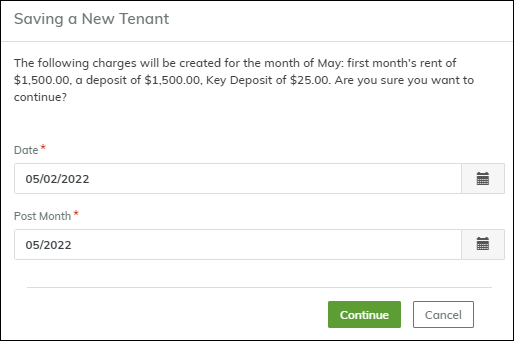 Saving a New Tenant
The following charges will be created for the month of May: first month's rent of
$1,500.00, a deposit of $1,500.00, Key Deposit of $25.00. Are you sure you want to
continue?
Date *
05/02/2022
Post Month *
05/2022
Continue Cancel